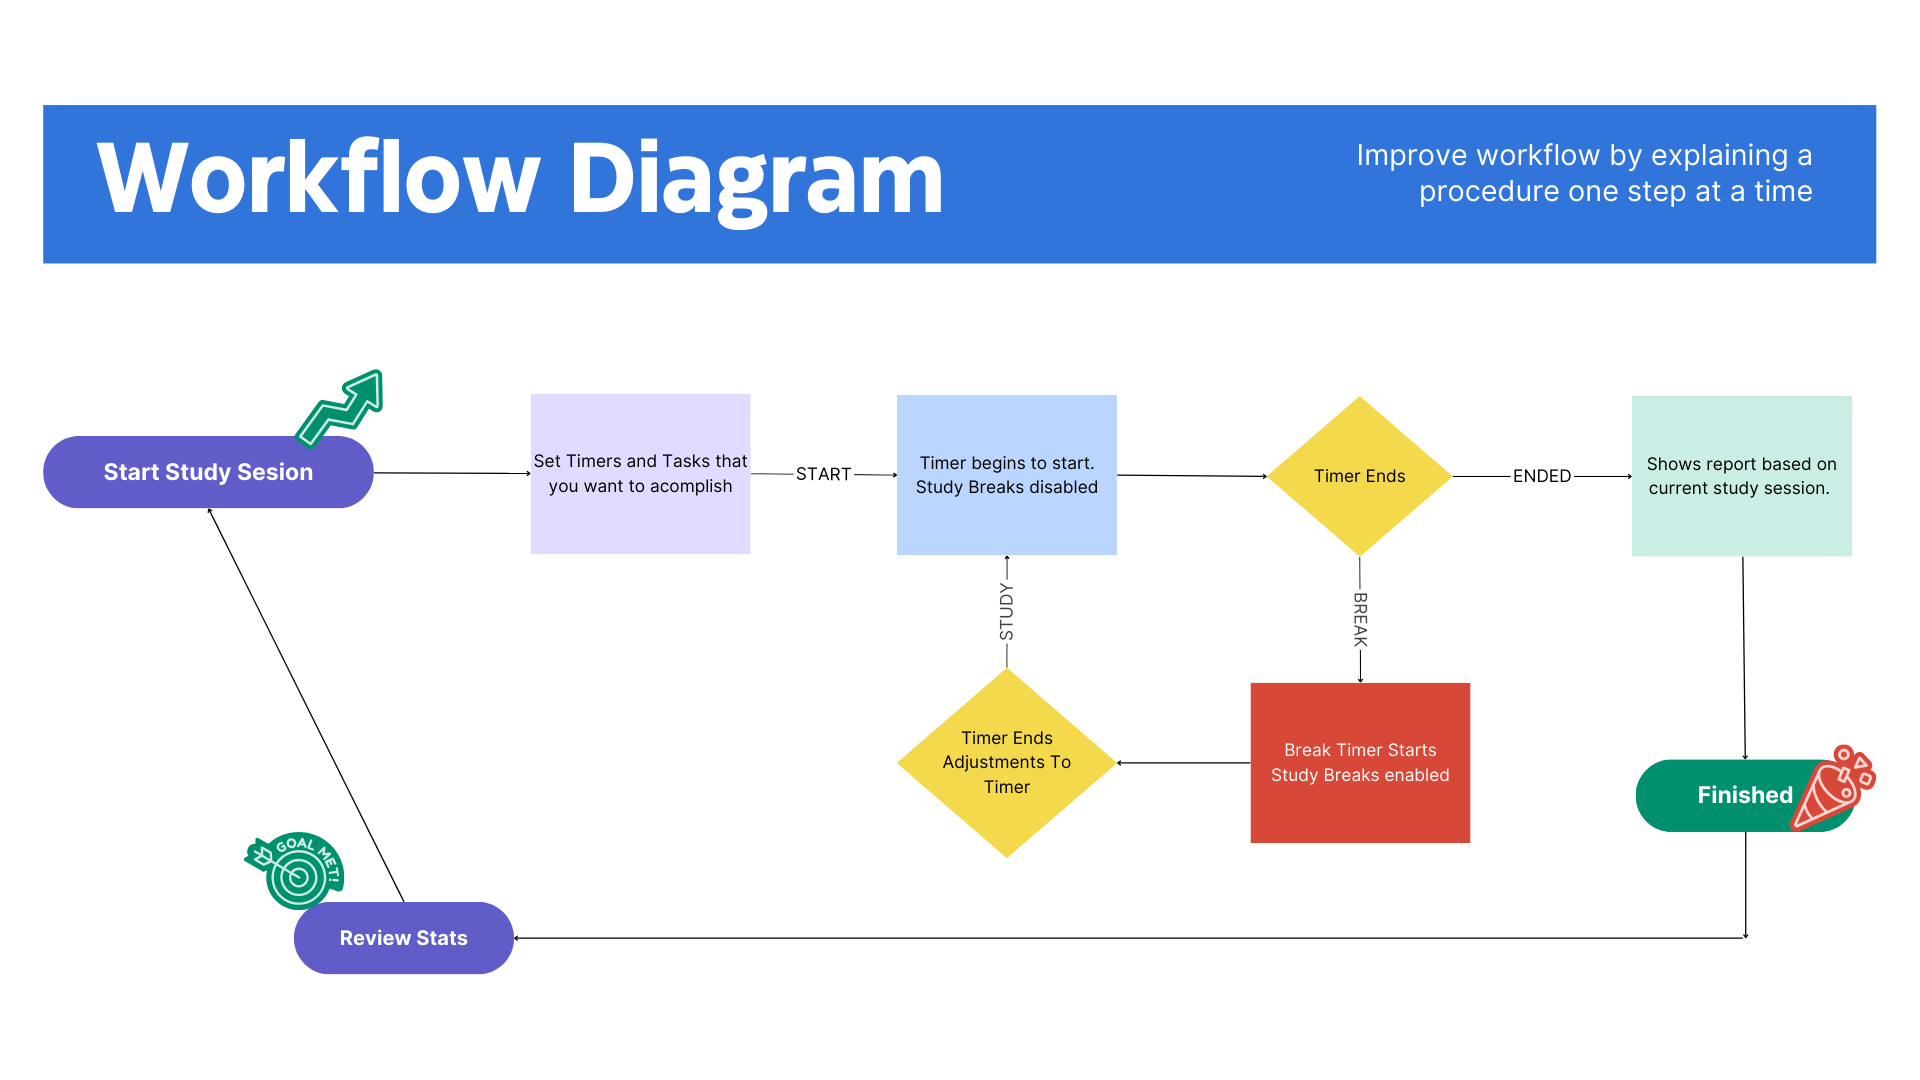 Workflow Diagram
Improve workflow by explaining a
procedure one step at a time
Start Study Sesion
Set Timers and Tasks that
you want to acomplish
START
Timer begins to start.
Study Breaks disabled
Timer Ends
ENDED
Shows report based on
current study session.
STUDY
BREAK
Timer Ends
Adjustments To
Timer
Break Timer Starts
Study Breaks enabled
Finished
GOAL MET!
Review Stats